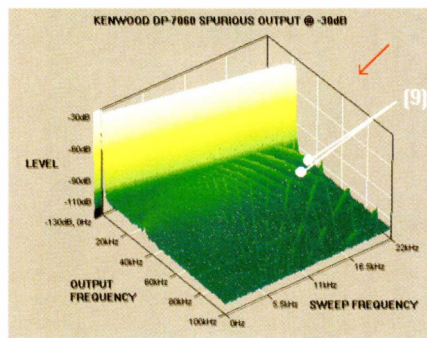 KENWOOD DP-7060 SPURIOUS OUTPUT @ -30dB
(9)
-30dB
-60dB
LEVEL
-90dB
-110dB
-130dB, 0Hz
20kHz
40kHz
60kHz
80kHz
100kHz
OUTPUT
FREQUENCY
0Hz
5.5kHz
11kHz
16.5kHz
22kHz
SWEEP FREQUENCY